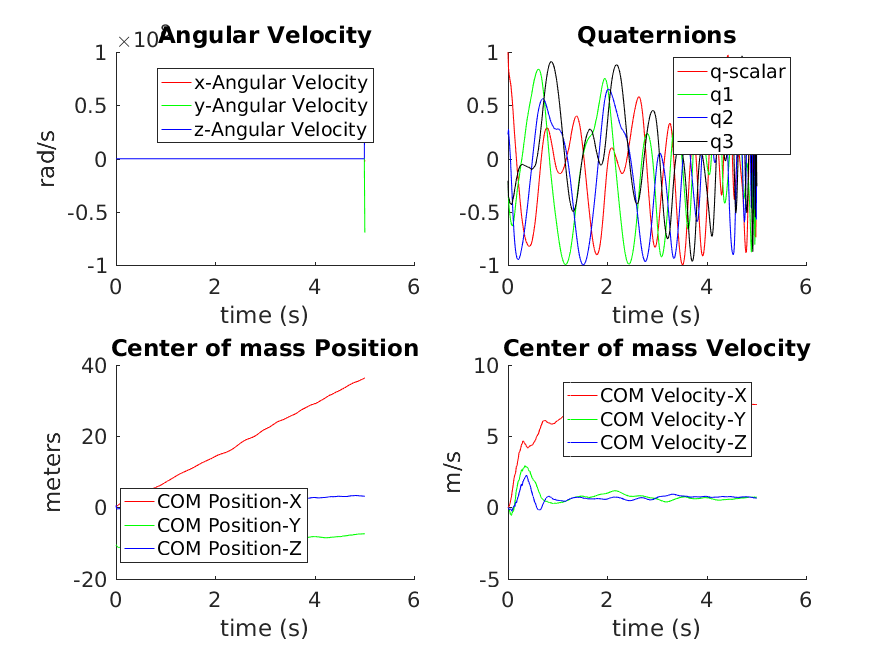 Angular Velocity
1
0.5
0
-0.5
-1
rad/s
x-Angular Velocity
y-Angular Velocity
z-Angular Velocity
0 2 4 6
time (s)
Quaternions
1
0.5
0
-0.5
-1
q-scalar
q1
q2
q3
0 2 4 6
time (s)
Center of mass Position
40
20
0
-20
meters
COM Position-X
COM Position-Y
COM Position-Z
0 2 4 6
time (s)
Center of mass Velocity
10
5
0
-5
m/s
COM Velocity-X
COM Velocity-Y
COM Velocity-Z
0 2 4 6
time (s)